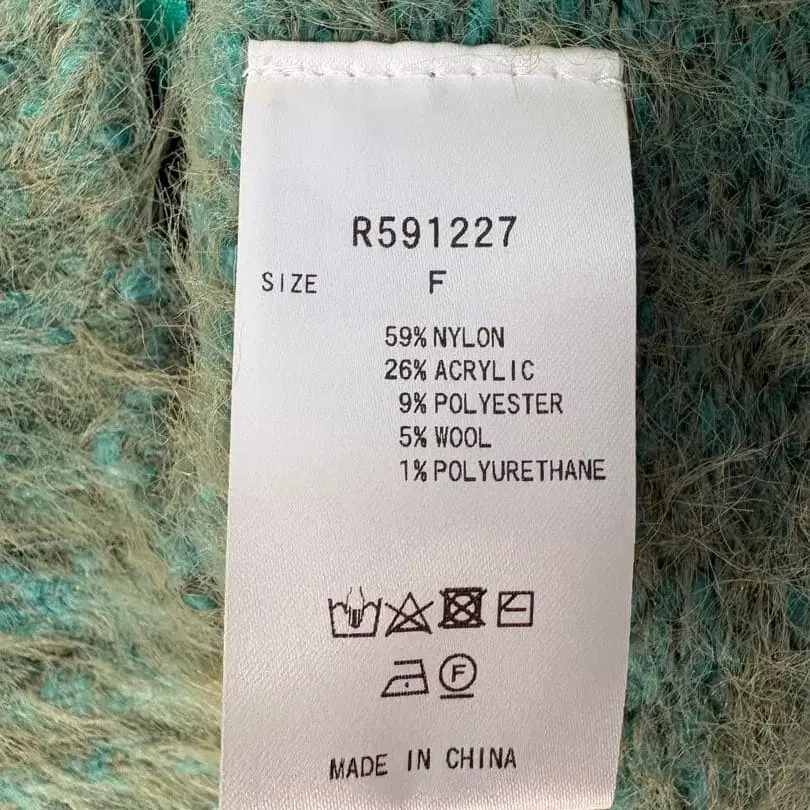 R591227
SIZE F
59% NYLON
26% ACRYLIC
9% POLYESTER
5% WOOL
1% POLYURETHANE
F
MADE IN CHINA